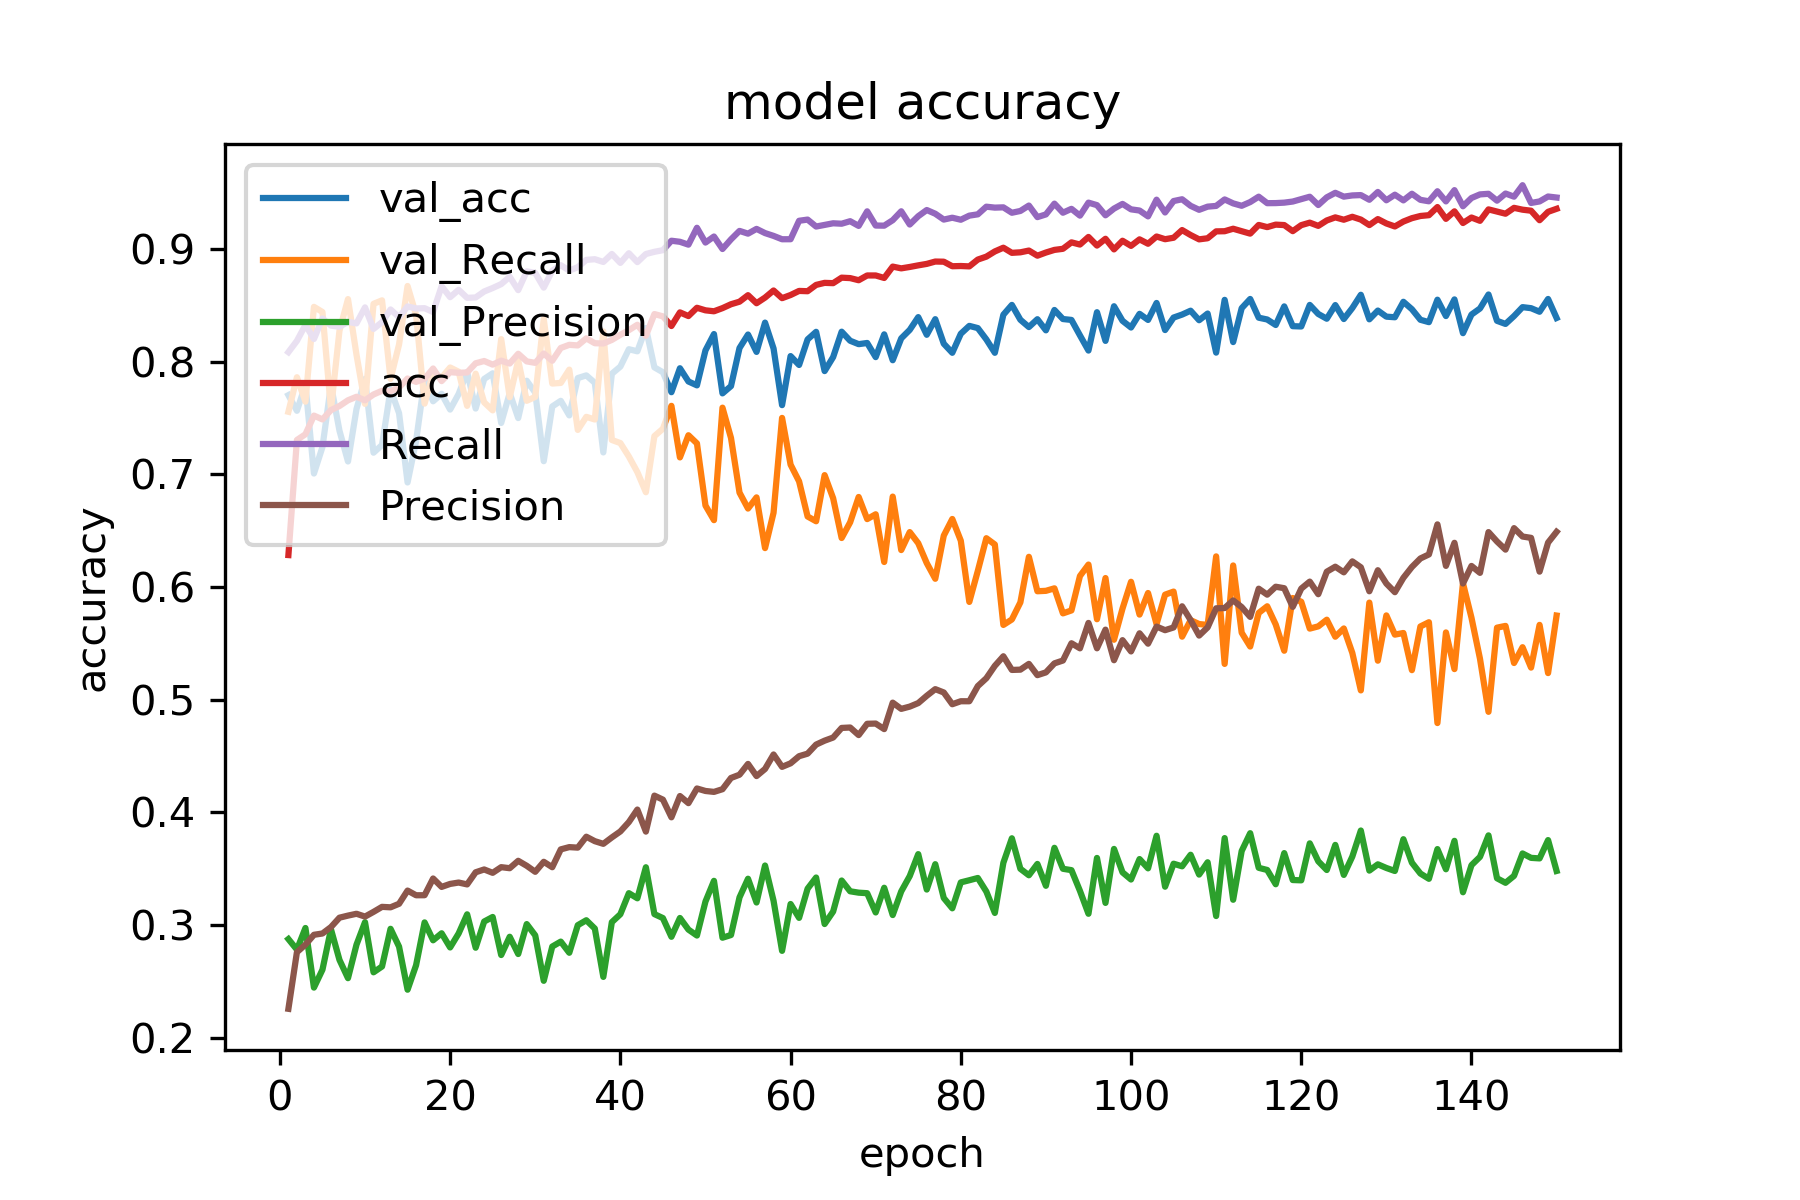 model accuracy
val_acc
val_Recall
val_Precision
acc
Recall
Precision
accuracy
0.9
0.8
0.7
0.6
0.5
0.4
0.3
0.2
0 20 40 60 80 100 120 140
epoch